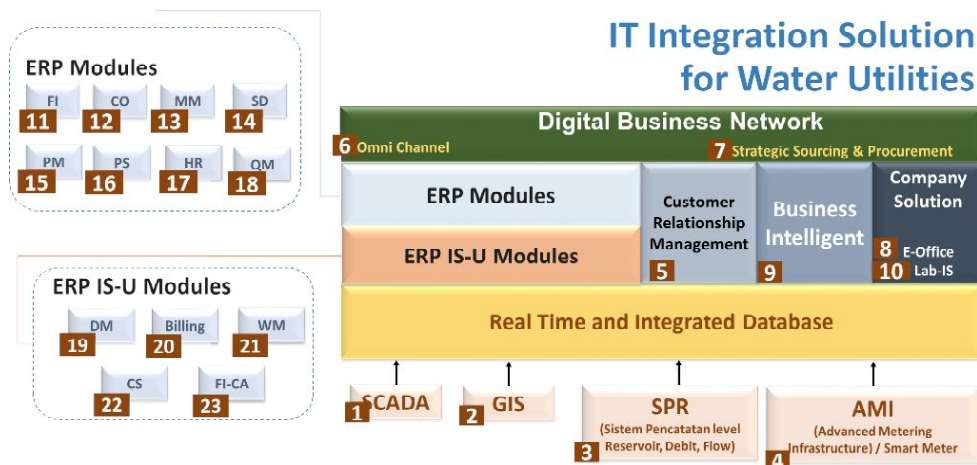 IT Integration Solution
for Water Utilities
ERP Modules
FI
11
CO
12
MM
13
SD
14
PM
15
PS
16
HR
17
QM
18
ERP IS-U Modules
DM
19
Billing
20
WM
21
CS
22
FI-CA
23
Digital Business Network
6 Omni Channel
7 Strategic Sourcing & Procurement
ERP Modules
ERP IS-U Modules
Customer
Relationship
Management
5
Business
Intelligent
9
Company
Solution
8 E-Office
10 Lab-IS
Real Time and Integrated Database
1 SCADA
2 GIS
SPR
(Sistem Pencatatan level
Reservoir, Debit, Flow)
3
AMI
(Advanced Metering
Infrastructure) / Smart Meter
4